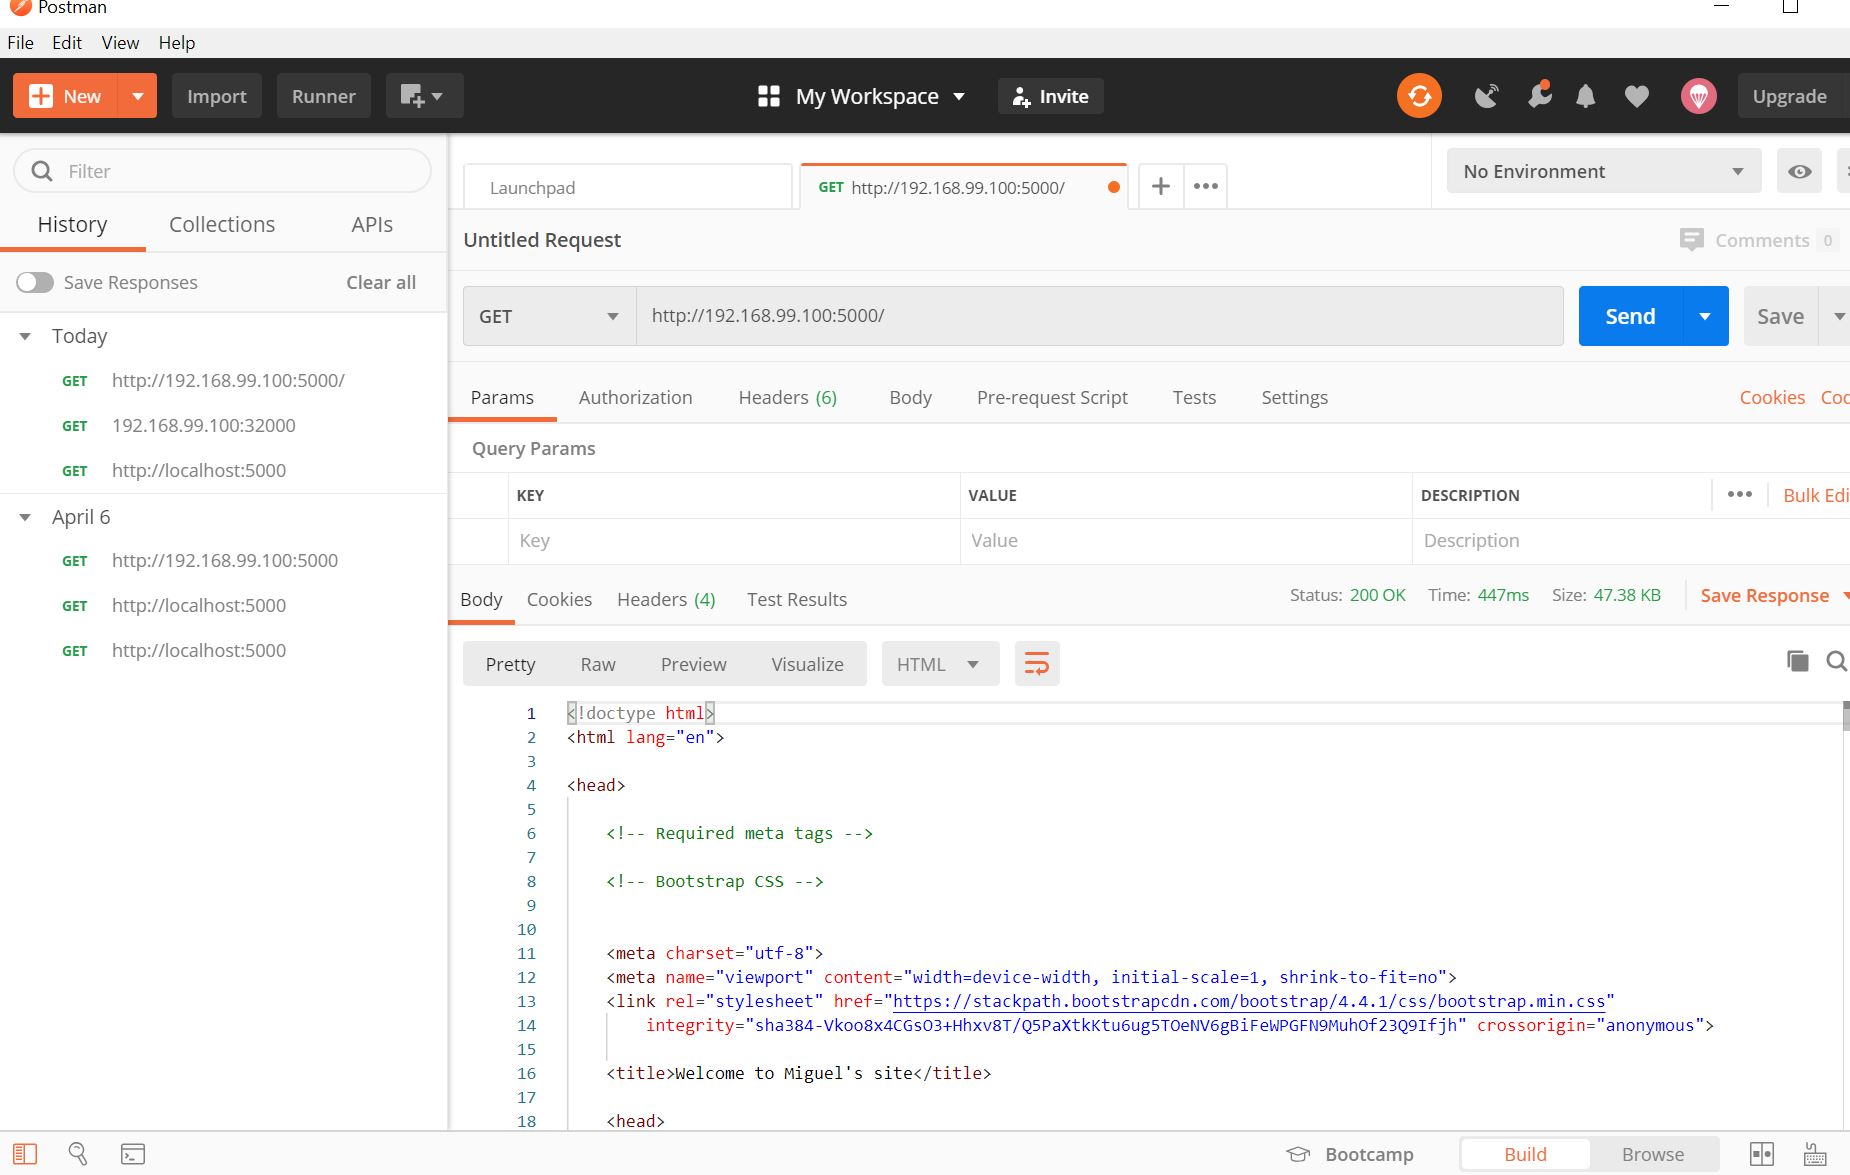 Postman
File Edit View Help
New Import Runner My Workspace Invite Upgrade
Filter
History Collections APIs
Save Responses Clear all
Today
GET http://192.168.99.100:5000/
GET 192.168.99.100:32000
GET http://localhost:5000
April 6
GET http://192.168.99.100:5000
GET http://localhost:5000
GET http://localhost:5000
Launchpad GET http://192.168.99.100:5000/ No Environment
Untitled Request Comments 0
GET http://192.168.99.100:5000/ Send Save
Params Authorization Headers (6) Body Pre-request Script Tests Settings Cookies Coo
Query Params
KEY VALUE DESCRIPTION Bulk Edi
Key Value Description
Body Cookies Headers (4) Test Results Status: 200 OK Time: 447ms Size: 47.38 KB Save Response
Pretty Raw Preview Visualize HTML
1 <!doctype html>
2 <html lang="en">
3
4 <head>
5
6 <!-- Required meta tags -->
7
8 <!-- Bootstrap CSS -->
9
10
11 <meta charset="utf-8">
12 <meta name="viewport" content="width=device-width, initial-scale=1, shrink-to-fit=no">
13 <link rel="stylesheet" href="https://stackpath.bootstrapcdn.com/bootstrap/4.4.1/css/bootstrap.min.css"
14 integrity="sha384-Vkoo8x4CGsO3+Hhxv8T/Q5PaXtkKtu6ug5TOeNV6gBiFeWPGFN9MuhOf23Q9Ifjh" crossorigin="anonymous">
15
16 <title>Welcome to Miguel's site</title>
17
18 <head>
Bootcamp Build Browse